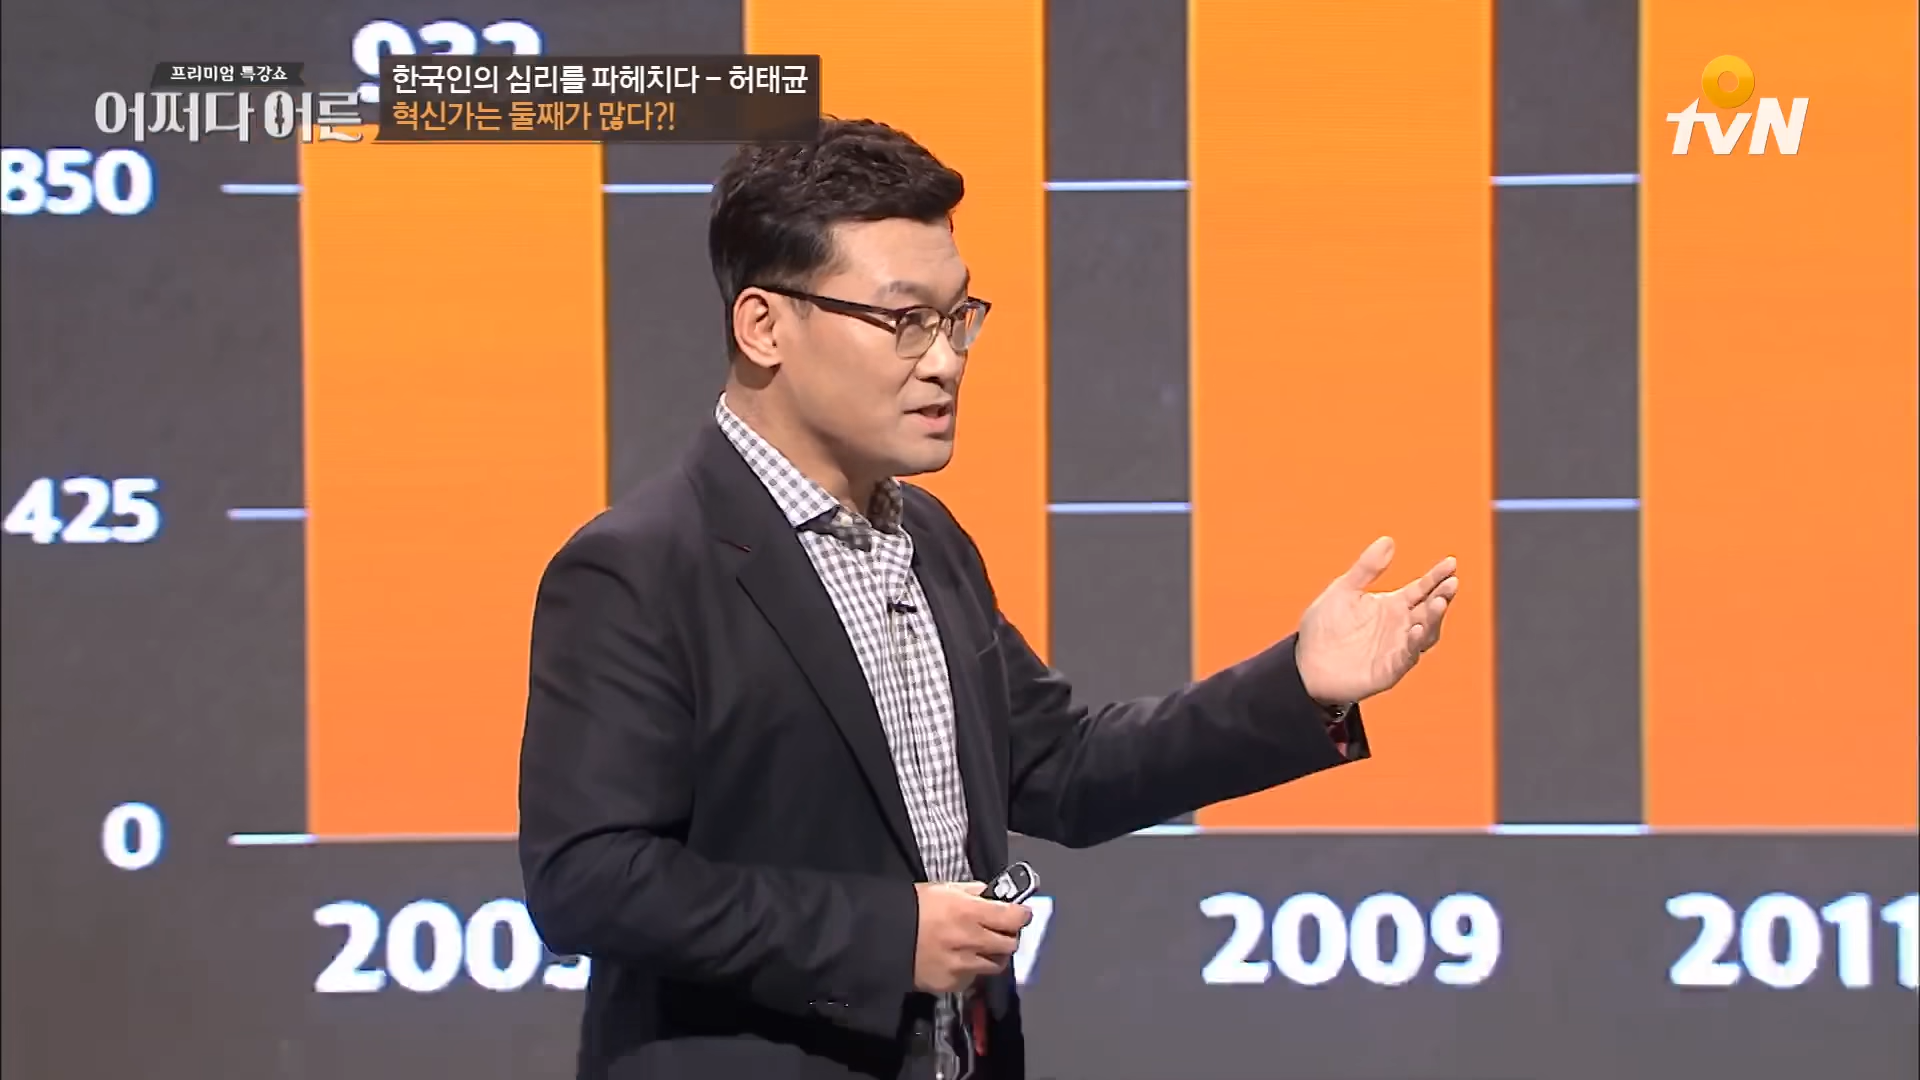 프리미엄 특강쇼
어쩌다 어른
한국인의 심리를 파헤치다 - 허태균
혁신가는 둘째가 많다?!
tvN
932
850
425
0
2009
2011